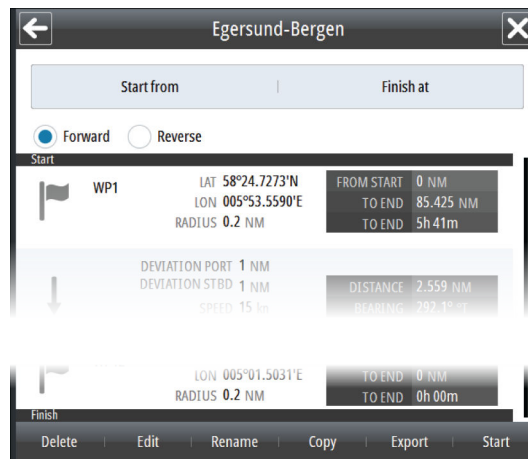 Egersund-Bergen
Start from Finish at
Forward Reverse
Start
WP1 LAT 58°24.7273'N FROM START 0 NM
LON 005°53.5590'E TO END 85.425 NM
RADIUS 0.2 NM TO END 5h 41m
DEVIATION PORT 1 NM
DEVIATION STBD 1 NM DISTANCE 2.559 NM
SPEED 15 kn BEARING 292.1° °T
LON 005°01.5031'E TO END 0 NM
RADIUS 0.2 NM TO END 0h 00m
Finish
Delete Edit Rename Copy Export Start